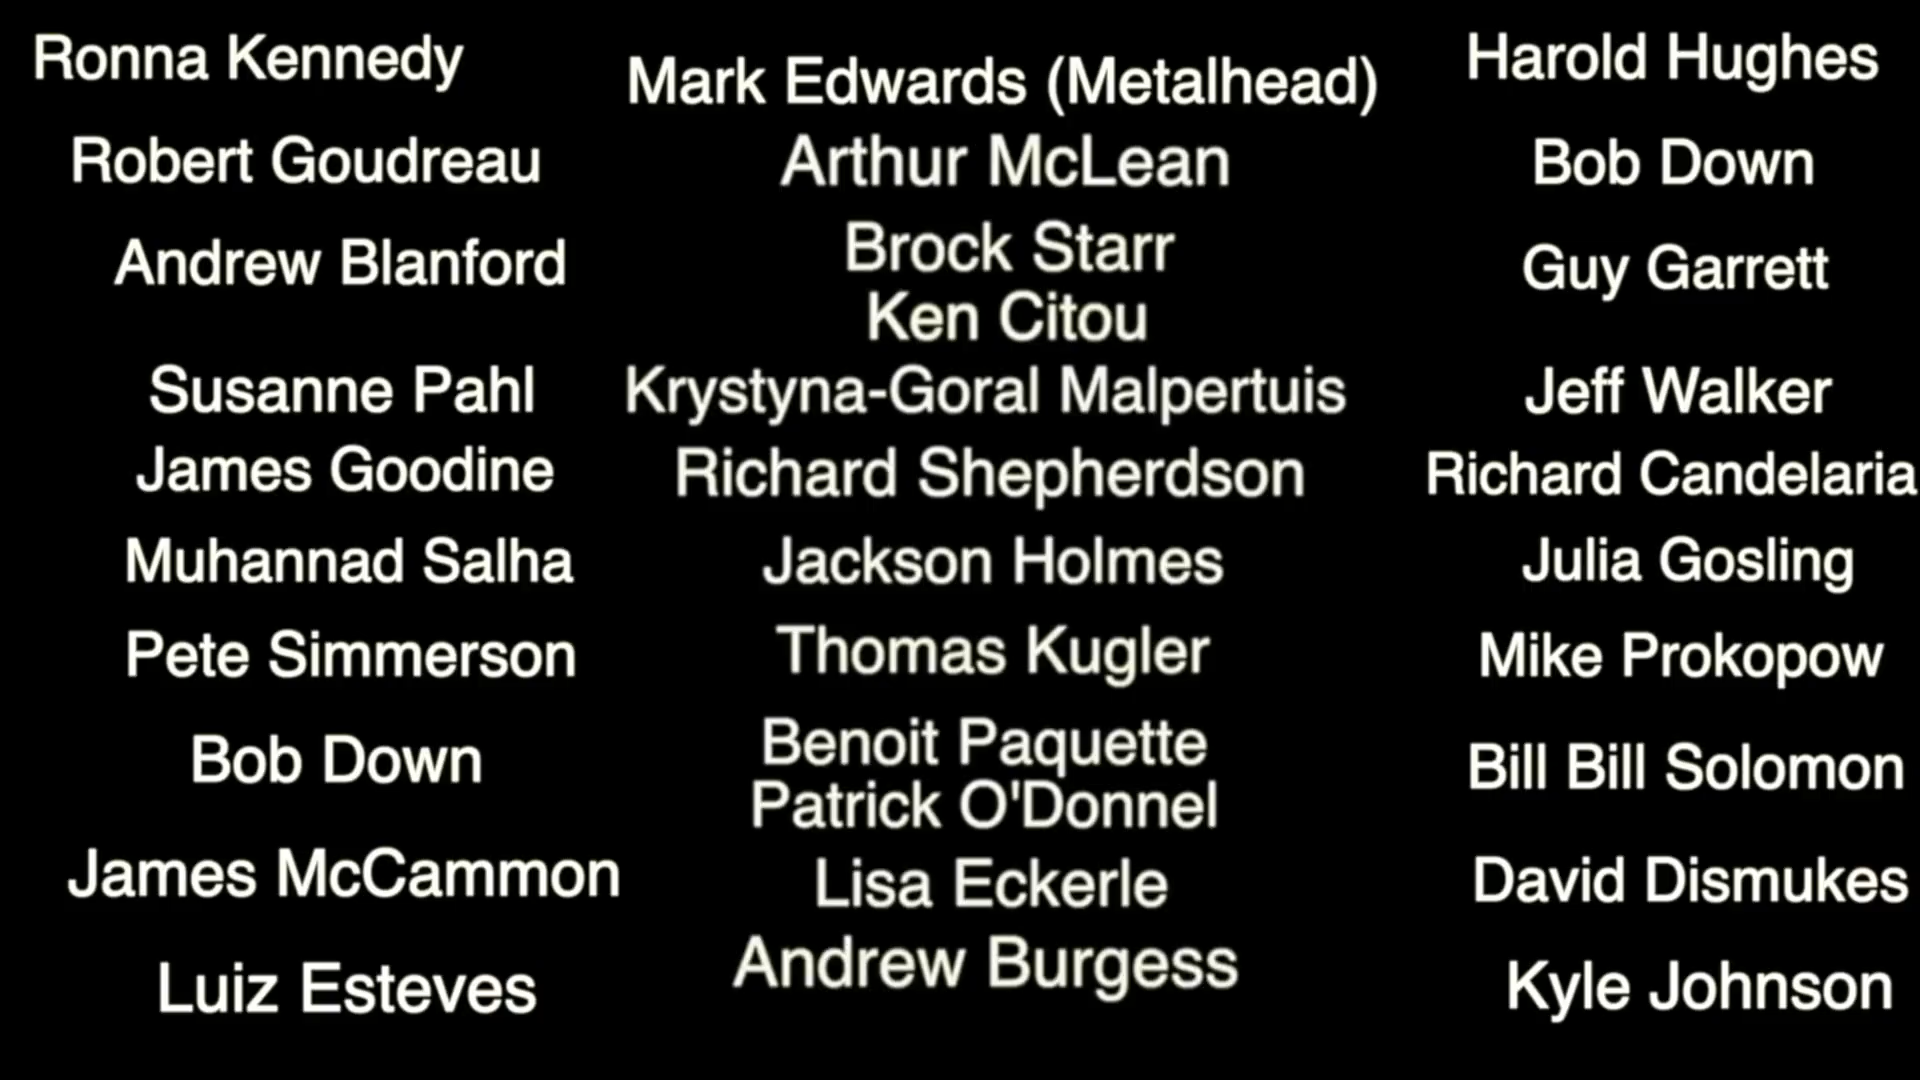 Ronna Kennedy
Robert Goudreau
Andrew Blanford
Susanne Pahl
James Goodine
Muhannad Salha
Pete Simmerson
Bob Down
James McCammon
Luiz Esteves
Mark Edwards (Metalhead)
Arthur McLean
Brock Starr
Ken Citou
Krystyna-Goral Malpertuis
Richard Shepherdson
Jackson Holmes
Thomas Kugler
Benoit Paquette
Patrick O'Donnel
Lisa Eckerle
Andrew Burgess
Harold Hughes
Bob Down
Guy Garrett
Jeff Walker
Richard Candelaria
Julia Gosling
Mike Prokopow
Bill Bill Solomon
David Dismukes
Kyle Johnson